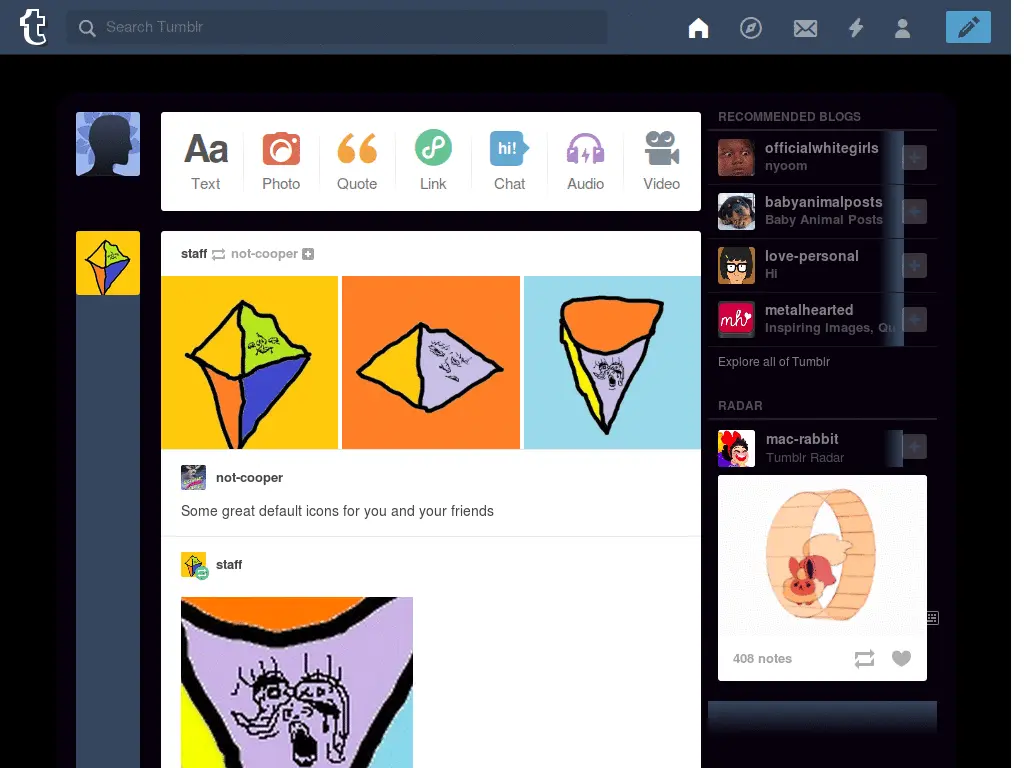 t
Search Tumblr
Aa
hi!
Text
Photo
Quote
Link
Chat
Audio
Video
staff not-cooper
not-cooper
Some great default icons for you and your friends
staff
RECOMMENDED BLOGS
officialwhitegirls
nyoom
babyanimalposts
Baby Animal Posts
love-personal
HI
mh
metalhearted
Inspiring Images, Qu
Explore all of Tumblr
RADAR
mac-rabbit
Tumblr Radar
408 notes